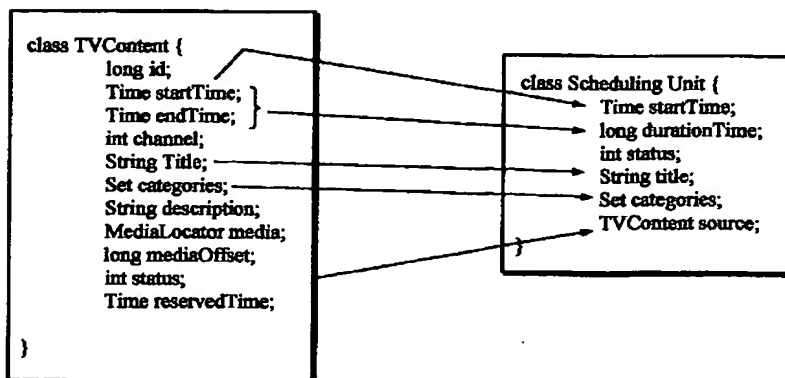 class TVContent {
long id;
Time startTime;
Time endTime;
int channel;
String Title;
Set categories;
String description;
MediaLocator media;
long mediaOffset;
int status;
Time reservedTime;
}
class Scheduling Unit {
Time startTime;
long durationTime;
int status;
String title;
Set categories;
TVContent source;
}